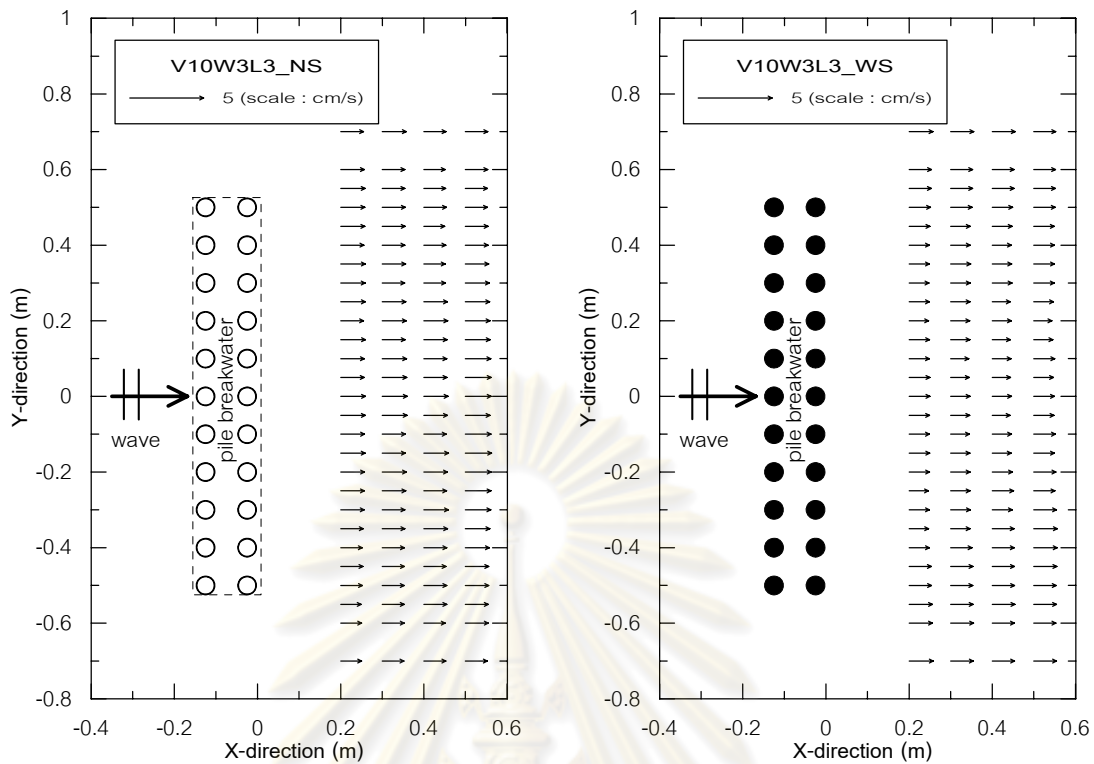 V10W3L3_NS
5 (scale : cm/s)
1
0.8
0.6
0.4
0.2
0
-0.2
-0.4
-0.6
-0.8
Y-direction (m)
wave
pile breakwater
-0.4
-0.2
0
0.2
0.4
0.6
X-direction (m)
V10W3L3_WS
5 (scale : cm/s)
1
0.8
0.6
0.4
0.2
0
-0.2
-0.4
-0.6
-0.8
Y-direction (m)
wave
pile breakwater
-0.4
-0.2
0
0.2
0.4
0.6
X-direction (m)